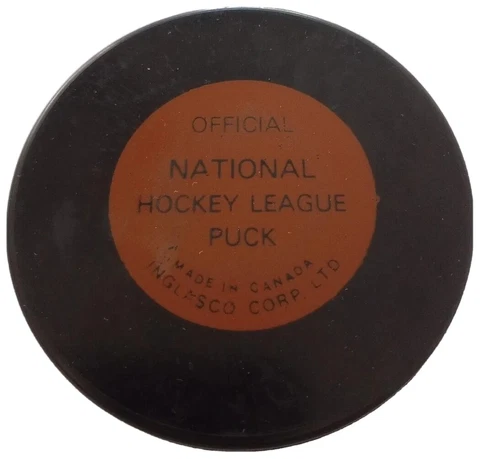 OFFICIAL
NATIONAL
HOCKEY LEAGUE
PUCK
MADE IN CANADA
INGLASCO CORP. LTD